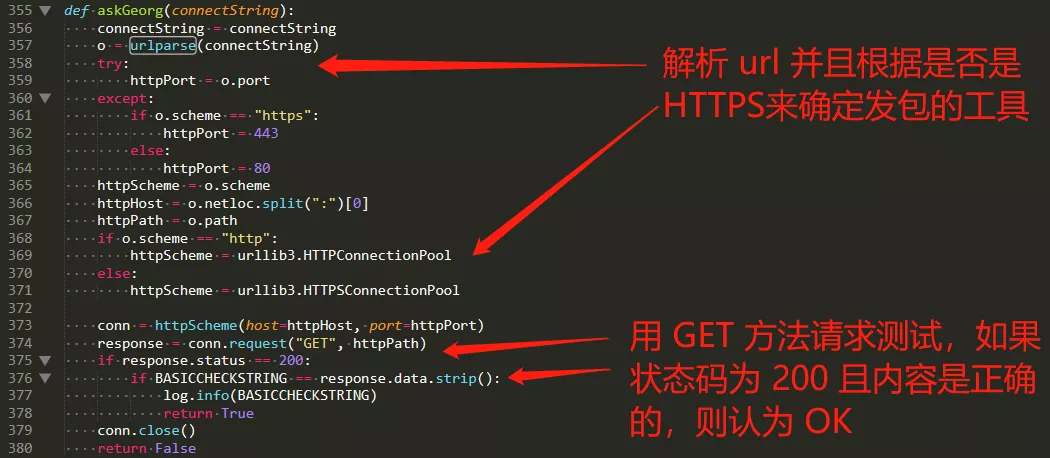 355 ▼ def askGeorg(connectString):
356 connectString = connectString
357 o = urlparse(connectString)
358 try:
359 httpPort = o.port
360 ▼ except:
361 if o.scheme == "https":
362 httpPort = 443
363 else:
364 httpPort = 80
365 httpScheme = o.scheme
366 httpHost = o.netloc.split(":")[0]
367 httpPath = o.path
368 if o.scheme == "http":
369 httpScheme = urllib3.HTTPConnectionPool
370 else:
371 httpScheme = urllib3.HTTPSConnectionPool
372
373 conn = httpScheme(host=httpHost, port=httpPort)
374 response = conn.request("GET", httpPath)
375 ▼ if response.status == 200:
376 ▼ if BASICCHECKSTRING == response.data.strip():
377 log.info(BASICCHECKSTRING)
378 return True
379 conn.close()
380 return False
解析 url 并且根据是否是
HTTPS来确定发包的工具
用 GET 方法请求测试，如果
状态码为 200 且内容是正确
的，则认为 OK